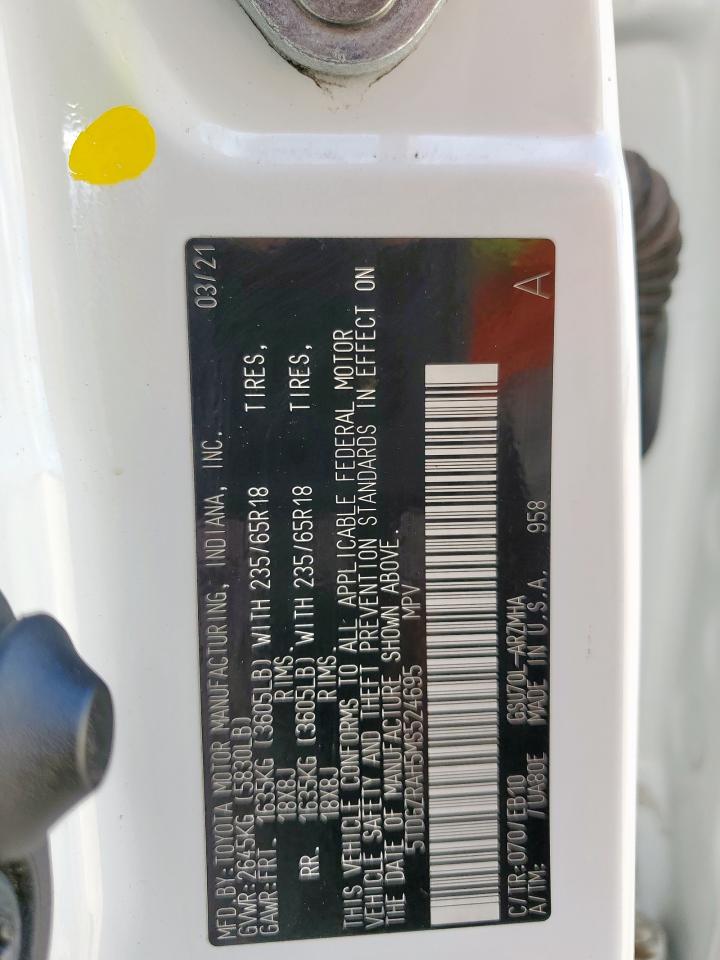 MFD.BY:TOYOTA MOTOR MANUFACTURING, INDIANA, INC. 03/21
GVWR:2645KG (5830LB)
GAWR:FRT. 1635KG (3605LB) WITH 235/65R18 TIRES,
18X8J RIMS.
RR. 1635KG (3605LB) WITH 235/65R18 TIRES,
18X8J RIMS.
THIS VEHICLE CONFORMS TO ALL APPLICABLE FEDERAL MOTOR
VEHICLE SAFETY AND THEFT PREVENTION STANDARDS IN EFFECT ON
THE DATE OF MANUFACTURE SHOWN ABOVE.
5TDGZRAH5MS524695 MPV
C/TR:070/EB10 GSU70L-ARZMHA
A/TM: /UA80E MADE IN U.S.A. 958 A